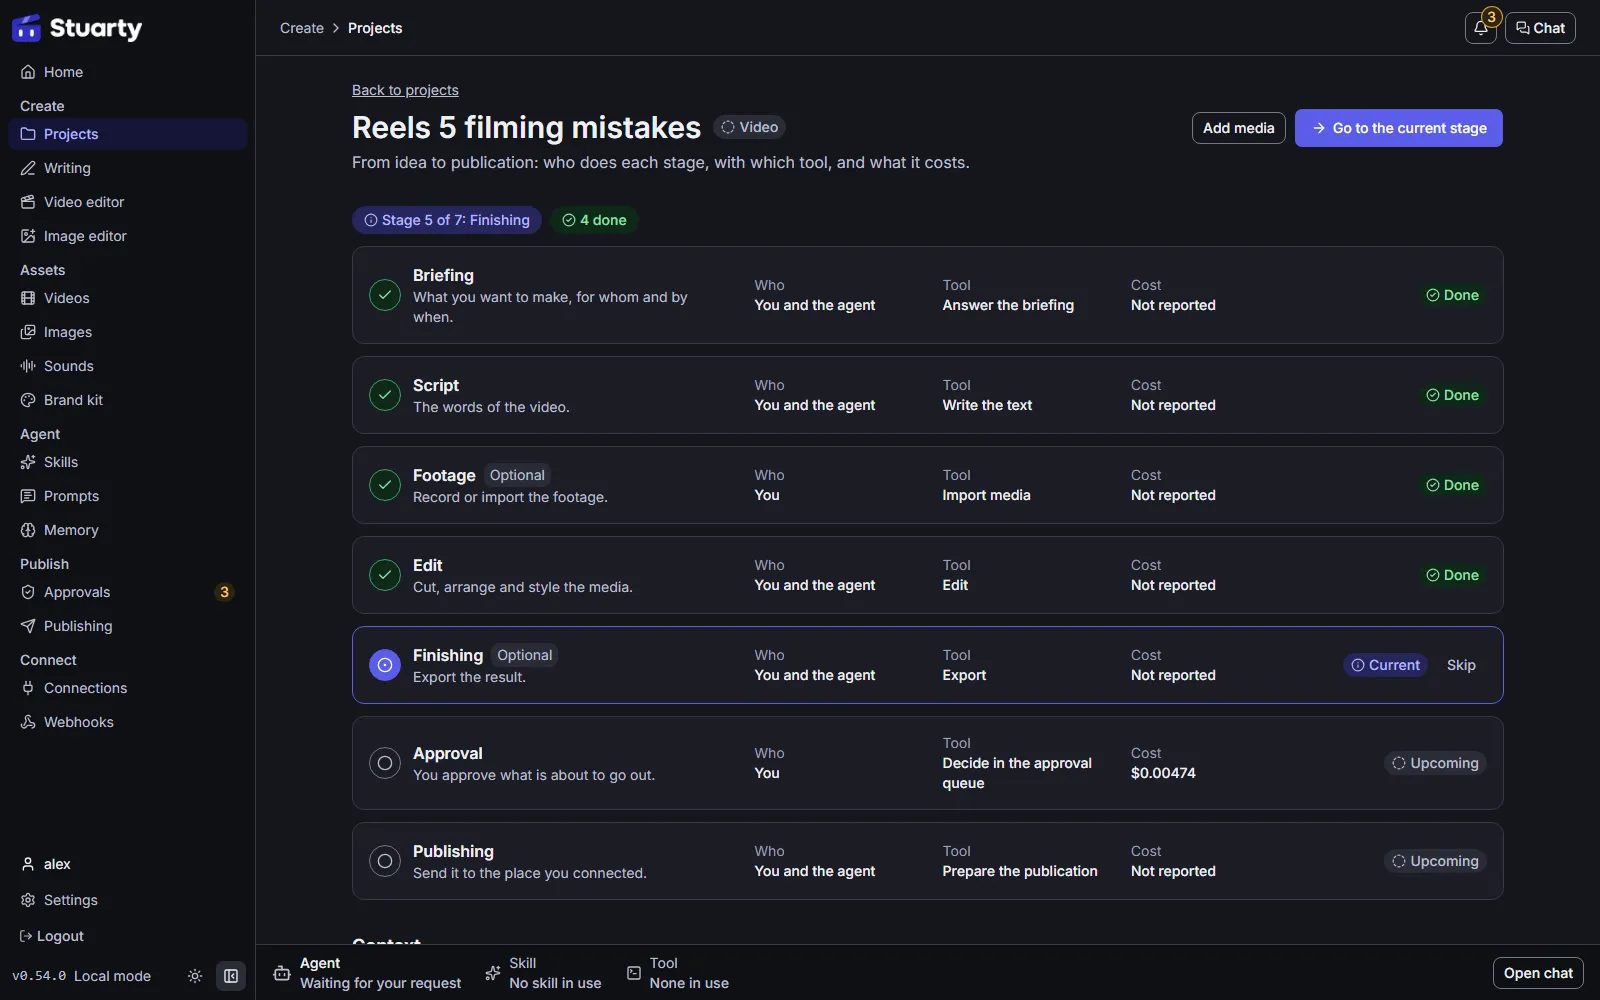 Stuarty
Home
Create
Projects
Writing
Video editor
Image editor
Assets
Videos
Images
Sounds
Brand kit
Agent
Skills
Prompts
Memory
Publish
Approvals 3
Publishing
Connect
Connections
Webhooks
alex
Settings
Logout
v0.54.0 Local mode
Create > Projects
3
Chat
Back to projects
Reels 5 filming mistakes Video
Add media
Go to the current stage
From idea to publication: who does each stage, with which tool, and what it costs.
Stage 5 of 7: Finishing 4 done
Briefing
What you want to make, for whom and by
when.
Who
You and the agent
Tool
Answer the briefing
Cost
Not reported
Done
Script
The words of the video.
Who
You and the agent
Tool
Write the text
Cost
Not reported
Done
Footage Optional
Record or import the footage.
Who
You
Tool
Import media
Cost
Not reported
Done
Edit
Cut, arrange and style the media.
Who
You and the agent
Tool
Edit
Cost
Not reported
Done
Finishing Optional
Export the result.
Who
You and the agent
Tool
Export
Cost
Not reported
Current
Skip
Approval
You approve what is about to go out.
Who
You
Tool
Decide in the approval
queue
Cost
$0.00474
Upcoming
Publishing
Send it to the place you connected.
Who
You and the agent
Tool
Prepare the publication
Cost
Not reported
Upcoming
Context
Agent
Waiting for your request
Skill
No skill in use
Tool
None in use
Open chat